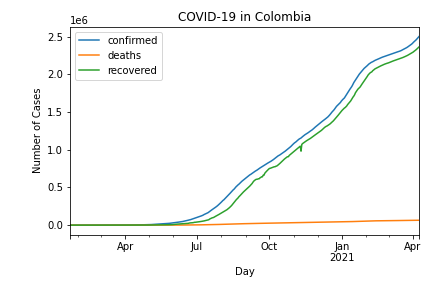 COVID-19 in Colombia
1e6
confirmed
deaths
recovered
2.5
2.0
1.5
1.0
0.5
0.0
Number of Cases
Apr Jul Oct Jan Apr
2021
Day